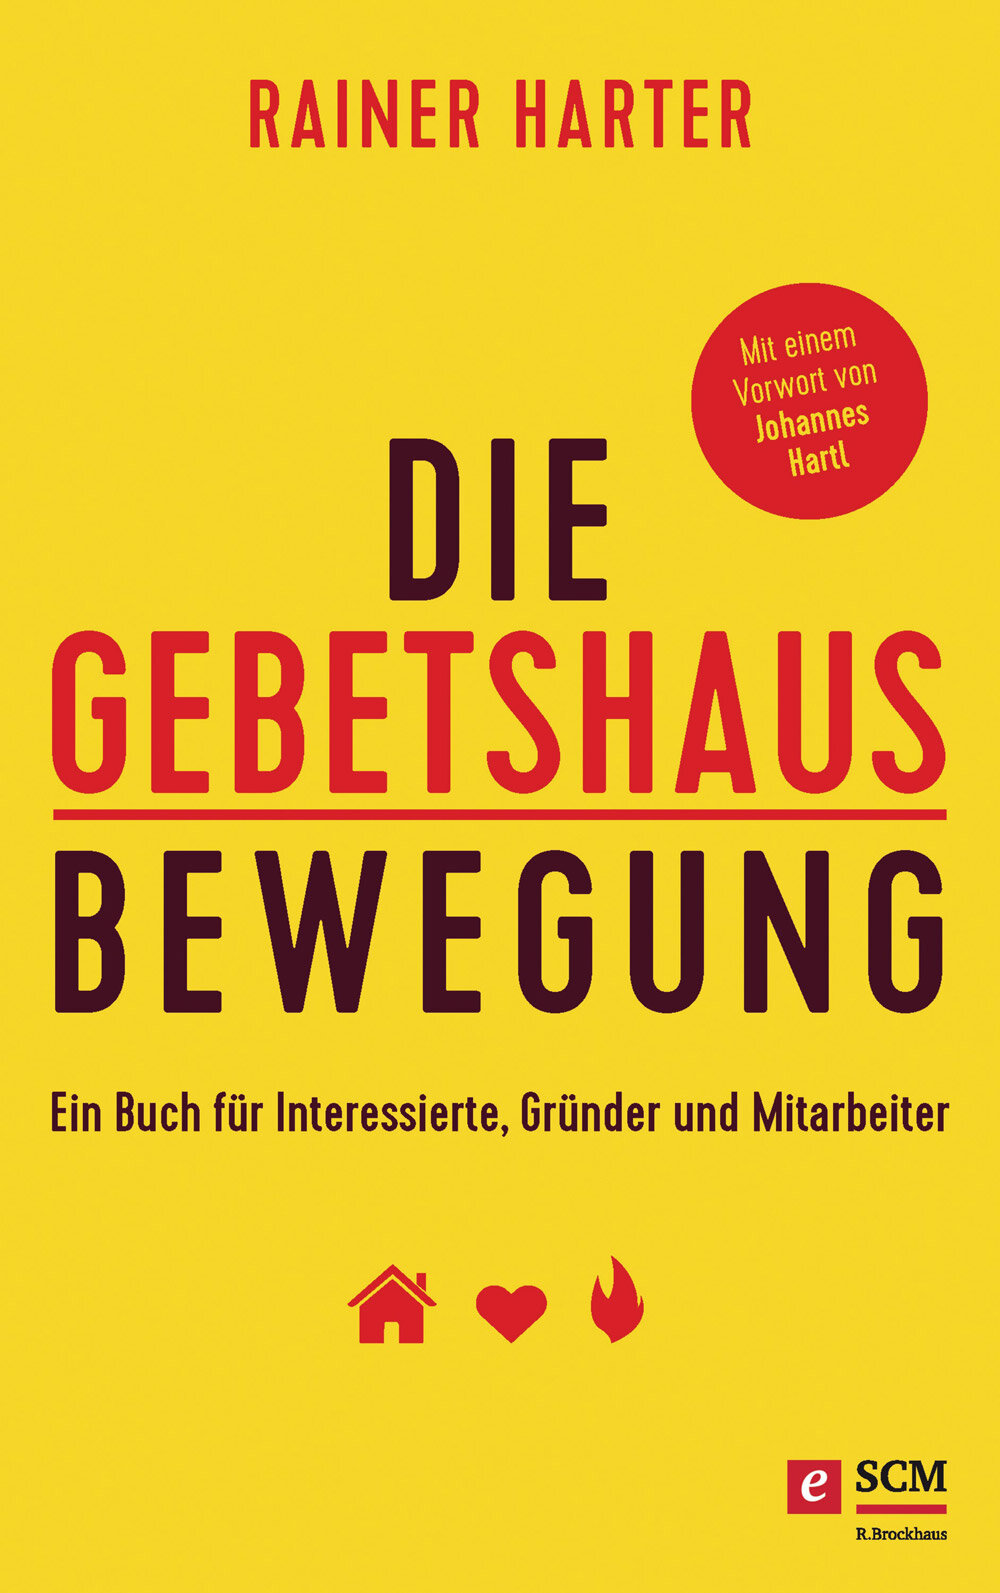 RAINER HARTER
Mit einem
Vorwort von
Johannes
Hartl
DIE
GEBETSHAUS
BEWEGUNG
Ein Buch für Interessierte, Gründer und Mitarbeiter
e SCM
R.Brockhaus